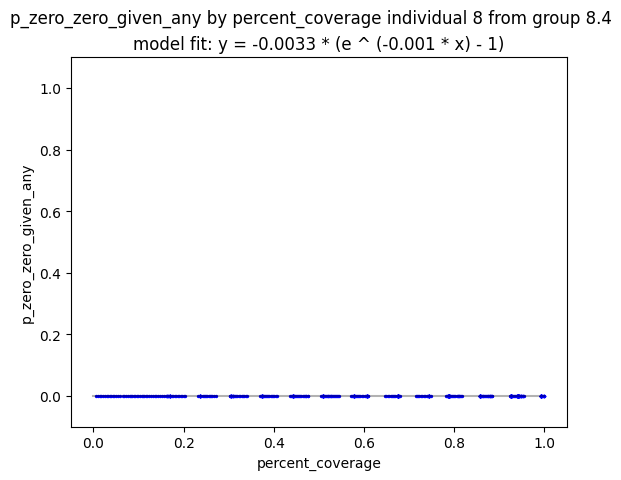 p_zero_zero_given_any by percent_coverage individual 8 from group 8.4
model fit: y = -0.0033 * (e ^ (-0.001 * x) - 1)
1.0
0.8
0.6
0.4
0.2
0.0
p_zero_zero_given_any
0.0 0.2 0.4 0.6 0.8 1.0
percent_coverage